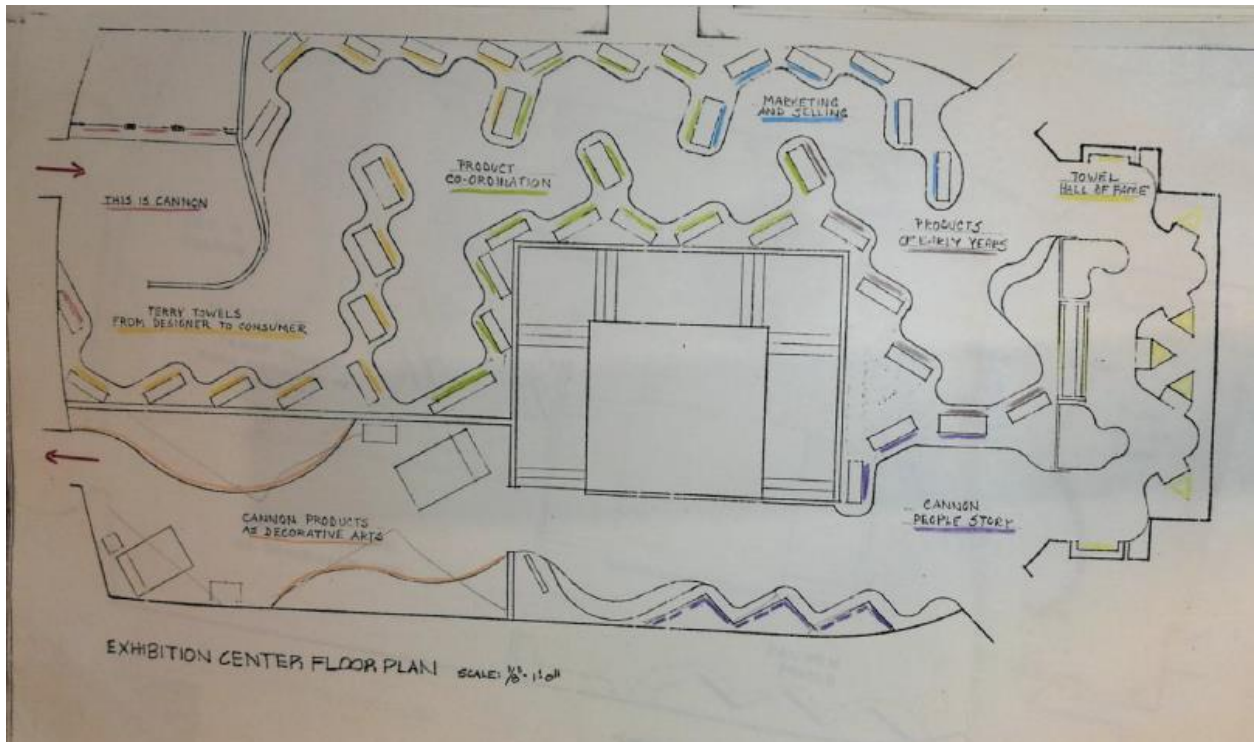 THIS IS CANNON
TERRY TOWELS
FROM DESIGNER TO CONSUMER
PRODUCT
CO-ORDINATION
MARKETING
AND SELLING
PRODUCTS
OF EARLY YEARS
TOWEL
HALL OF FAME
CANNON
PEOPLE STORY
CANNON PRODUCTS
AS DECORATIVE ARTS
EXHIBITION CENTER FLOOR PLAN
SCALE: